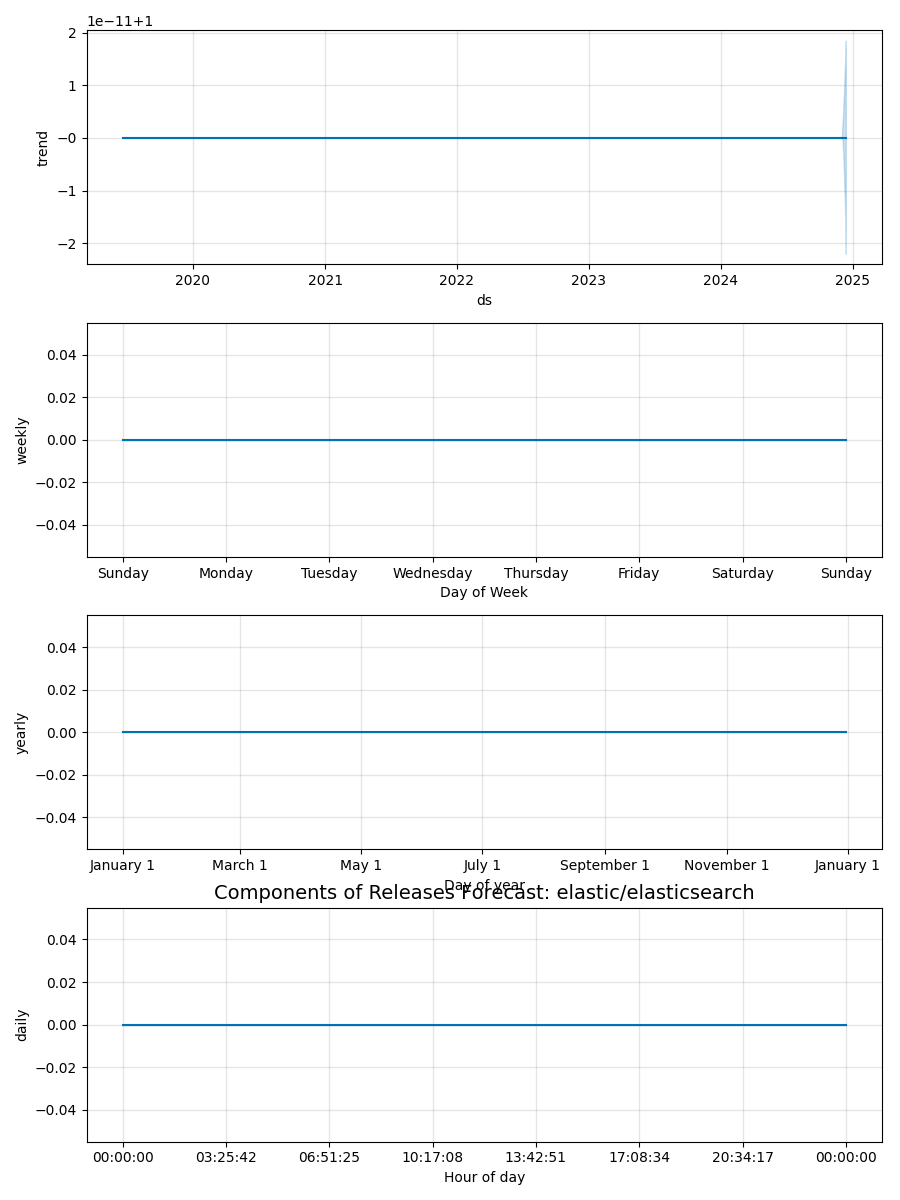 1e−11+1
2
1
−0
−1
−2
trend
2020 2021 2022 2023 2024 2025
ds
0.04
0.02
0.00
−0.02
−0.04
weekly
Sunday Monday Tuesday Wednesday Thursday Friday Saturday Sunday
Day of Week
0.04
0.02
0.00
−0.02
−0.04
yearly
January 1 March 1 May 1 July 1 September 1 November 1 January 1
Day of year
Components of Releases Forecast: elastic/elasticsearch
0.04
0.02
0.00
−0.02
−0.04
daily
00:00:00 03:25:42 06:51:25 10:17:08 13:42:51 17:08:34 20:34:17 00:00:00
Hour of day